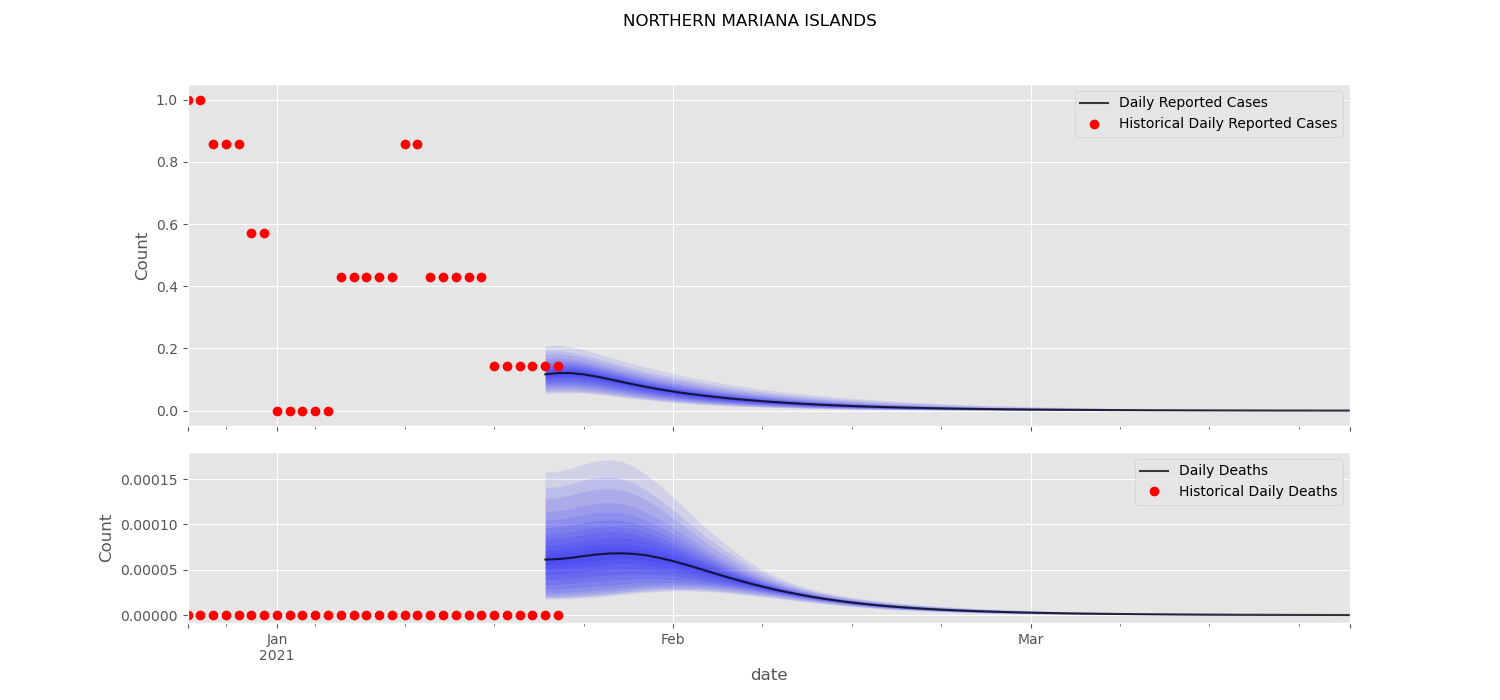 NORTHERN MARIANA ISLANDS
1.0
0.8
0.6
0.4
0.2
0.0
Count
Daily Reported Cases
Historical Daily Reported Cases
0.00015
0.00010
0.00005
0.00000
Count
Daily Deaths
Historical Daily Deaths
Jan
2021
Feb
Mar
date